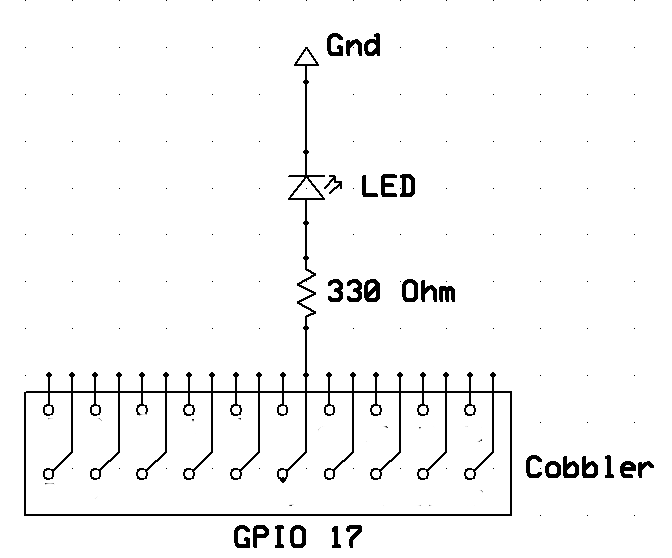 Gnd
LED
330 Ohm
Cobbler
GPIO 17